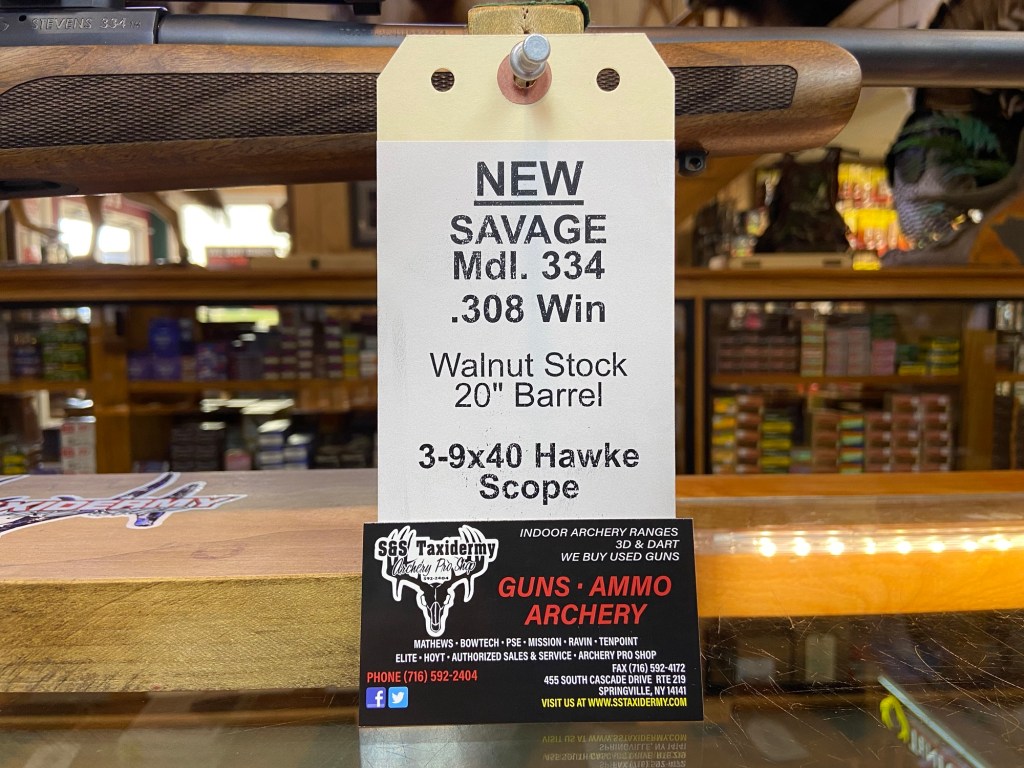 STEVENS 334
NEW
SAVAGE
Mdl. 334
.308 Win
Walnut Stock
20" Barrel
3-9x40 Hawke
Scope
S&S Taxidermy
Archery Pro Shop
592-2404
INDOOR ARCHERY RANGES
3D & DART
WE BUY USED GUNS
GUNS · AMMO
ARCHERY
MATHEWS · BOWTECH · PSE · MISSION · RAVIN · TENPOINT
ELITE · HOYT · AUTHORIZED SALES & SERVICE · ARCHERY PRO SHOP
PHONE (716) 592-2404
FAX (716) 592-4172
455 SOUTH CASCADE DRIVE RTE 219
SPRINGVILLE, NY 14141
VISIT US AT WWW.SSTAXIDERMY.COM